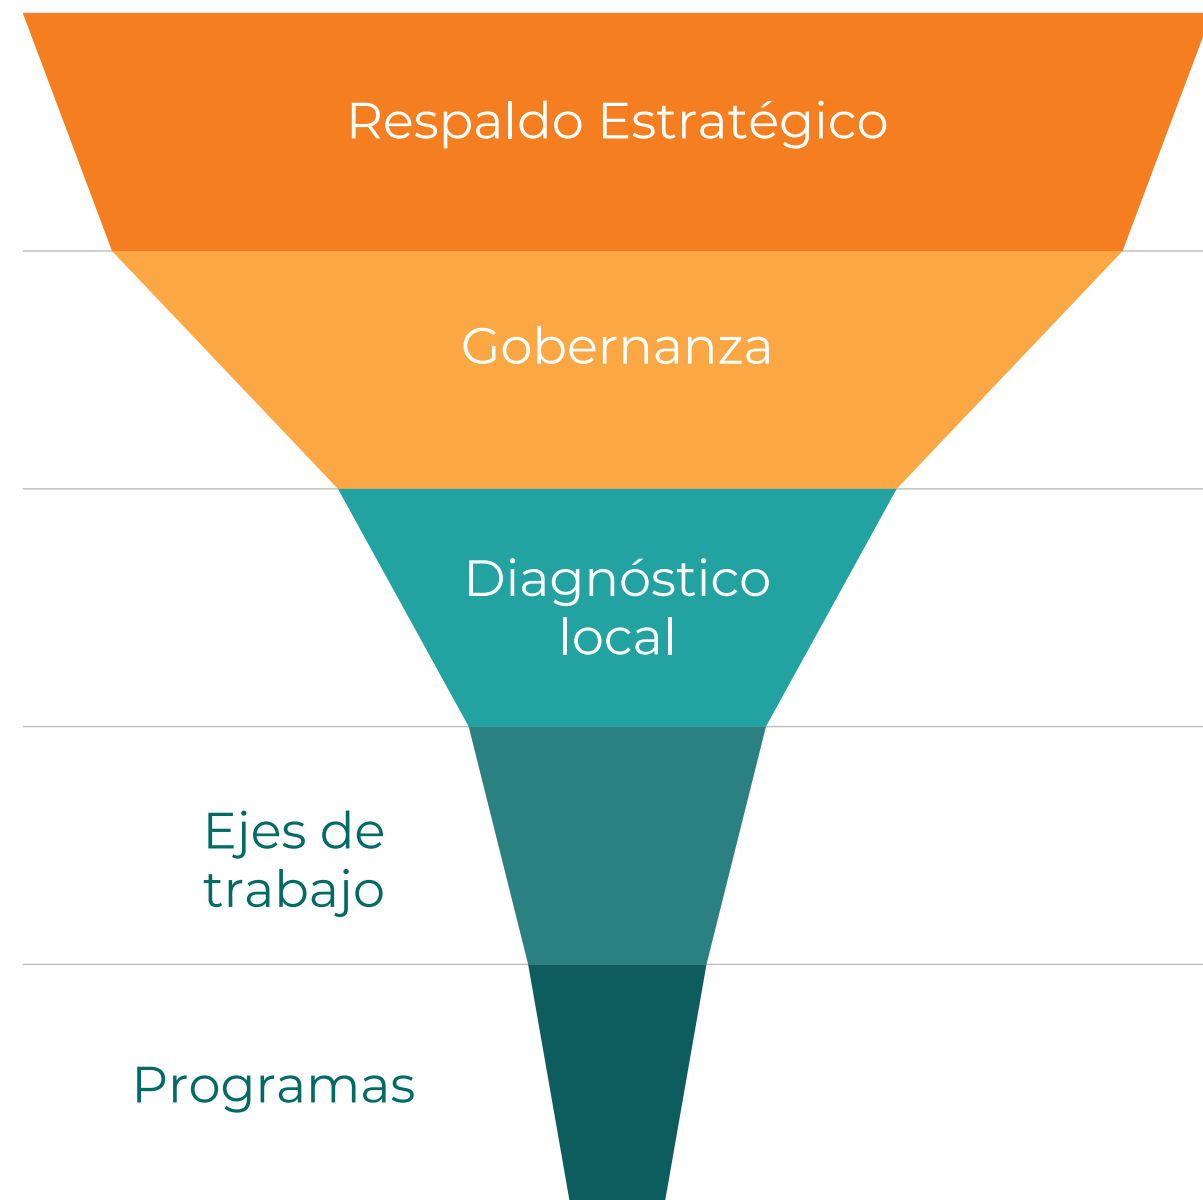 Respaldo Estratégico
Gobernanza
Diagnóstico
local
Ejes de
trabajo
Programas